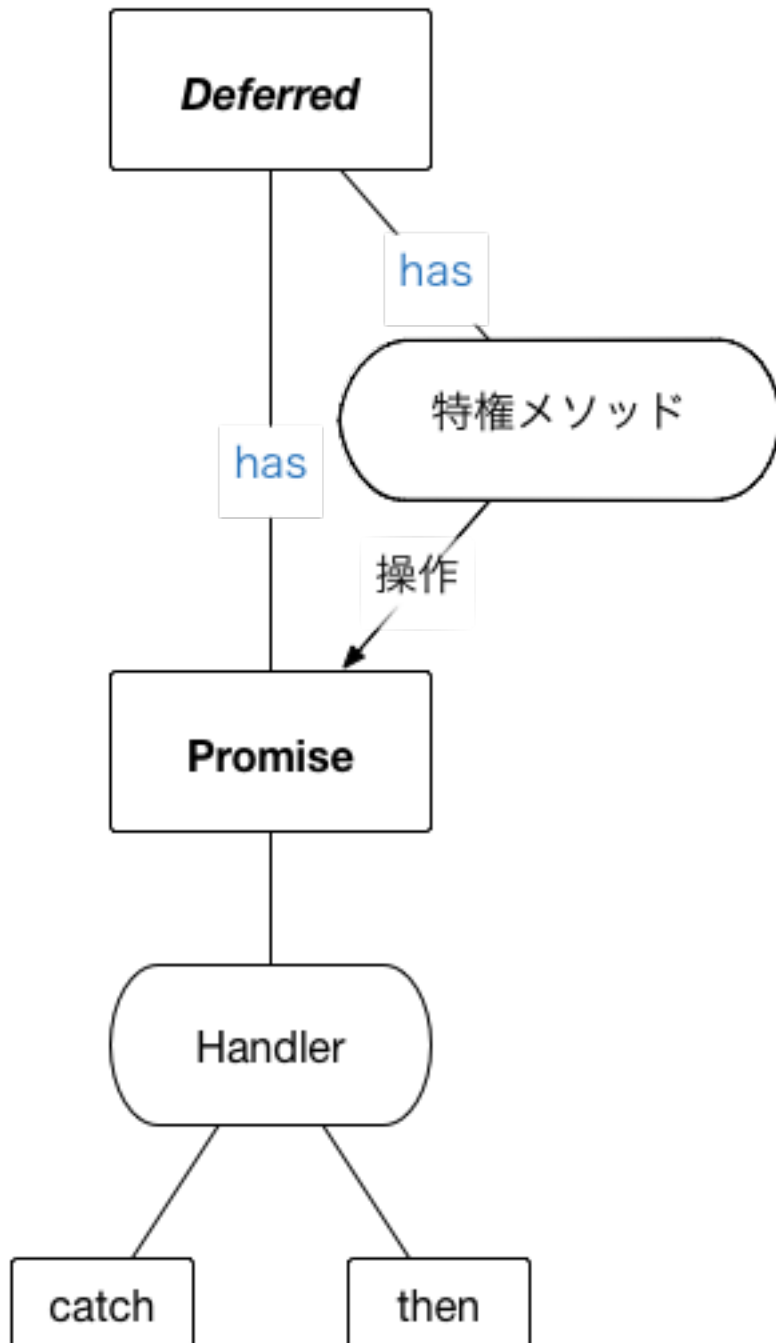 Deferred
has
特権メソッド
has
操作
Promise
Handler
catch
then